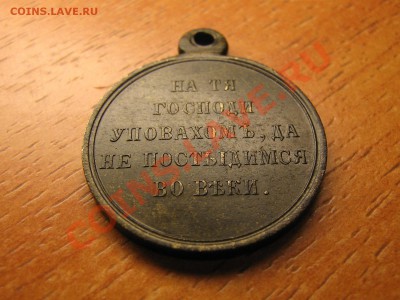 COINS.LAVE.RU
НА ТЯ
ГОСПОДИ
УПОВАХОМЪ, ДА
НЕ ПОСТЫДИМСЯ
ВО ВѢКИ.
COINS.LAVE.RU